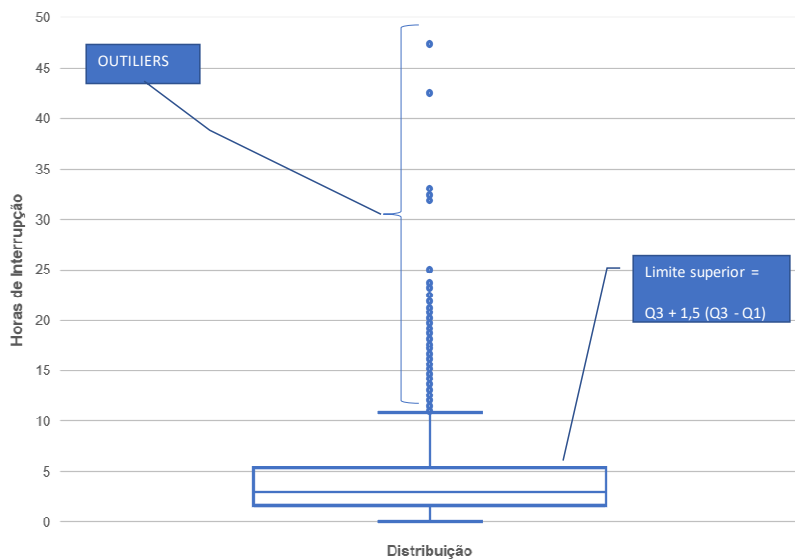 50
45
40
35
30
25
20
15
10
5
0
Horas de Interrupção
OUTILIERS
Limite superior =
Q3 + 1,5 (Q3 - Q1)
Distribuição